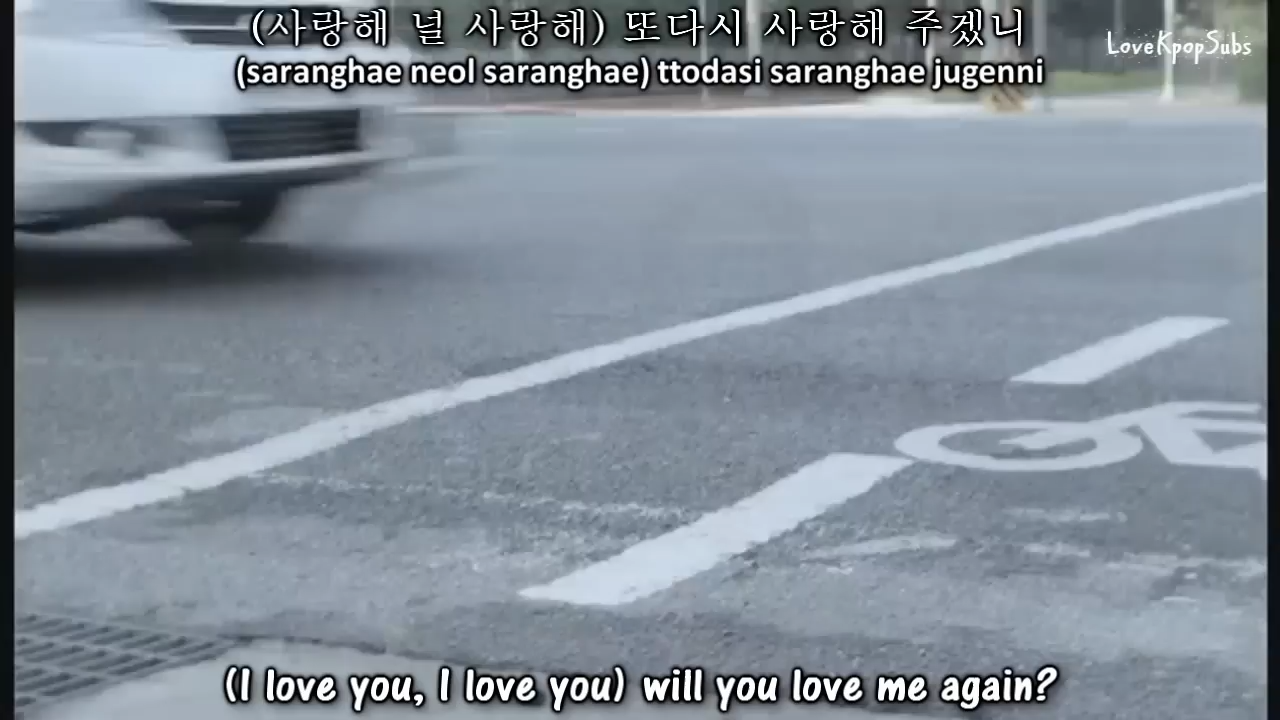 (사랑해 널 사랑해) 또다시 사랑해 주겠니
LoveKpopSubs
(saranghae neol saranghae) ttodasi saranghae jugenni
(I love you, I love you) will you love me again?